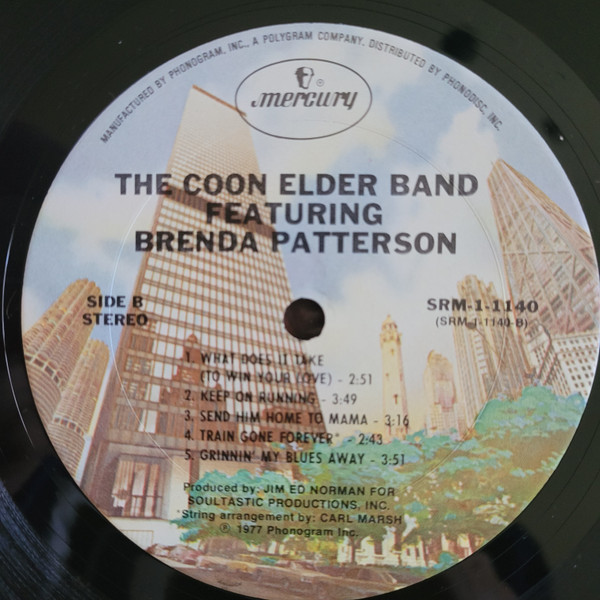 MANUFACTURED BY PHONOGRAM, INC., A POLYGRAM COMPANY, DISTRIBUTED BY PHONODISC, INC.
®
mercury
THE COON ELDER BAND
FEATURING
BRENDA PATTERSON
SIDE B
STEREO
SRM-1-1140
(SRM-1-1140-B)
1. WHAT DOES IT TAKE
(TO WIN YOUR LOVE) - 2:51
2. KEEP ON RUNNING - 3:49
3. SEND HIM HOME TO MAMA - 3:16
4. TRAIN GONE FOREVER* - 2:43
5. GRINNIN' MY BLUES AWAY - 3:51
Produced by: JIM ED NORMAN FOR
SOULTASTIC PRODUCTIONS, INC.
*String arrangement by: CARL MARSH
℗ 1977 Phonogram Inc.